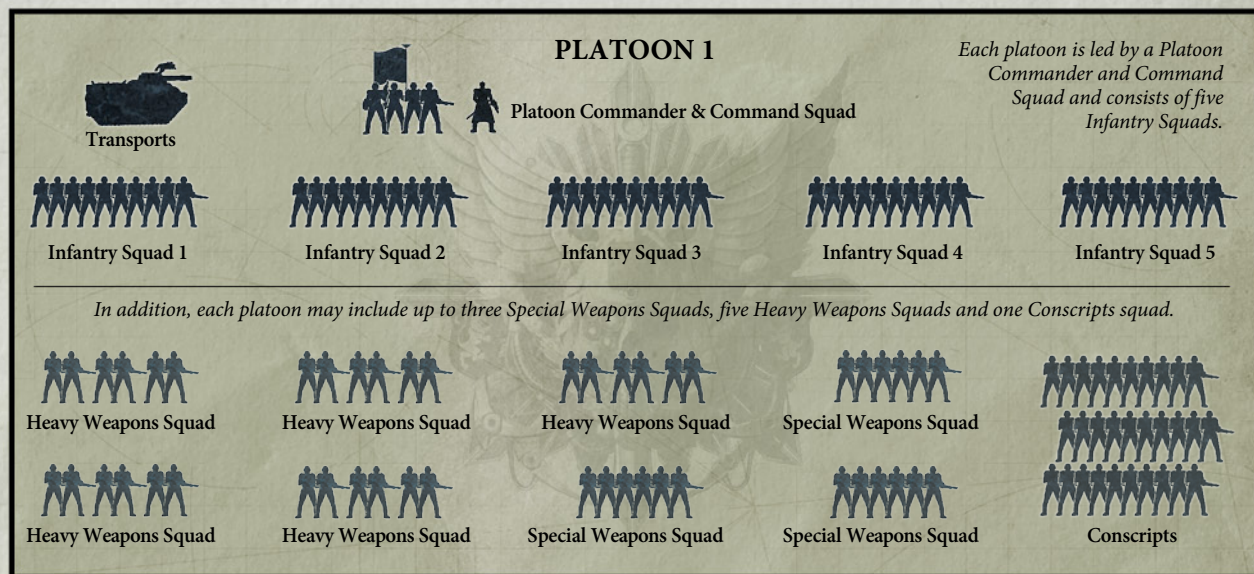 PLATOON 1
Each platoon is led by a Platoon
Commander and Command
Squad and consists of five
Infantry Squads.
Transports
Platoon Commander & Command Squad
Infantry Squad 1
Infantry Squad 2
Infantry Squad 3
Infantry Squad 4
Infantry Squad 5
In addition, each platoon may include up to three Special Weapons Squads, five Heavy Weapons Squads and one Conscripts squad.
Heavy Weapons Squad
Heavy Weapons Squad
Heavy Weapons Squad
Special Weapons Squad
Heavy Weapons Squad
Heavy Weapons Squad
Special Weapons Squad
Special Weapons Squad
Conscripts